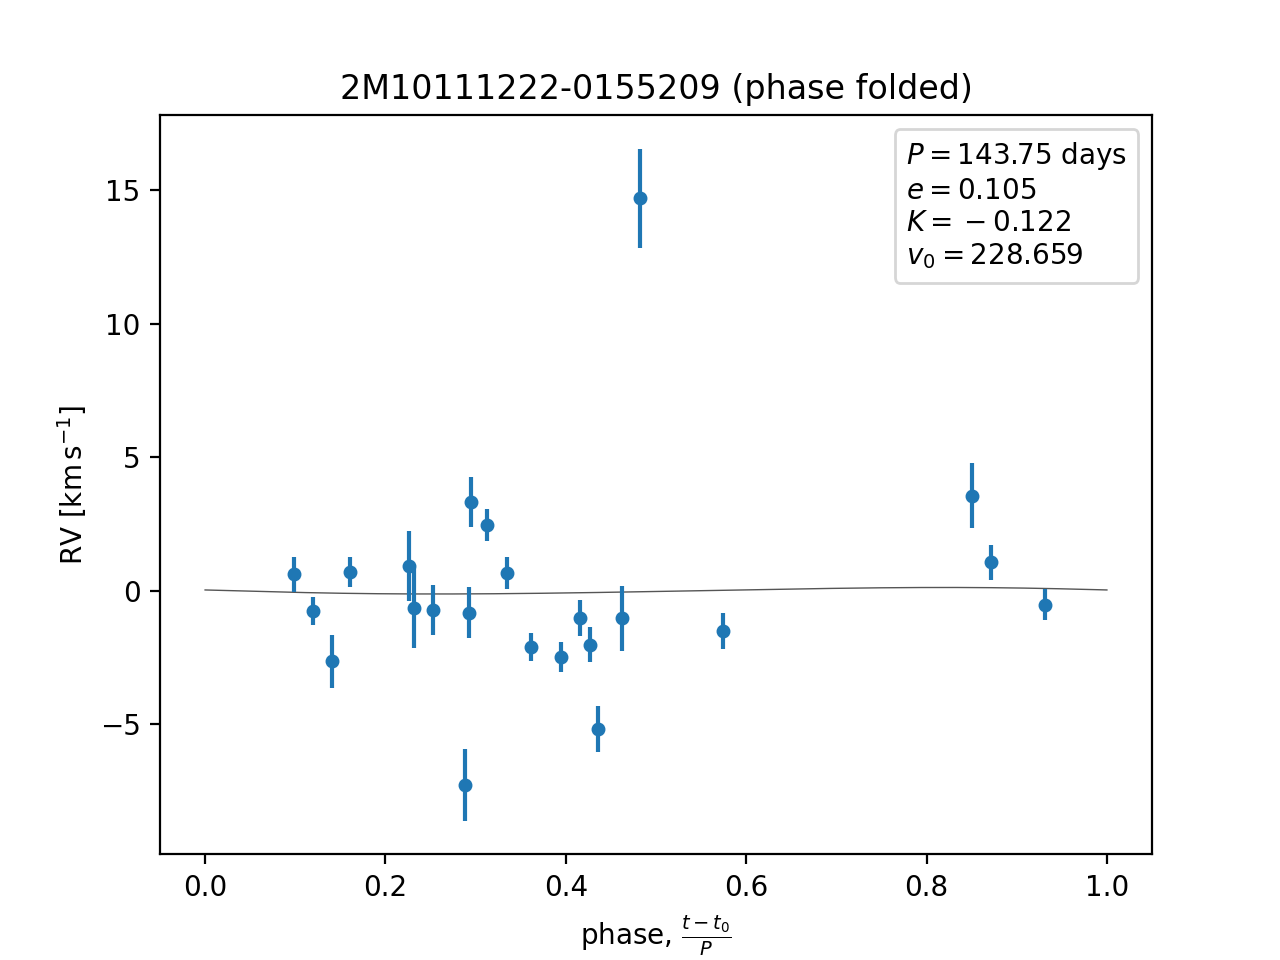 2M10111222-0155209 (phase folded)
P = 143.75 days
e = 0.105
K = −0.122
v₀ = 228.659
15
10
5
0
−5
RV [km s⁻¹]
0.0 0.2 0.4 0.6 0.8 1.0
phase, (t − t₀)/P